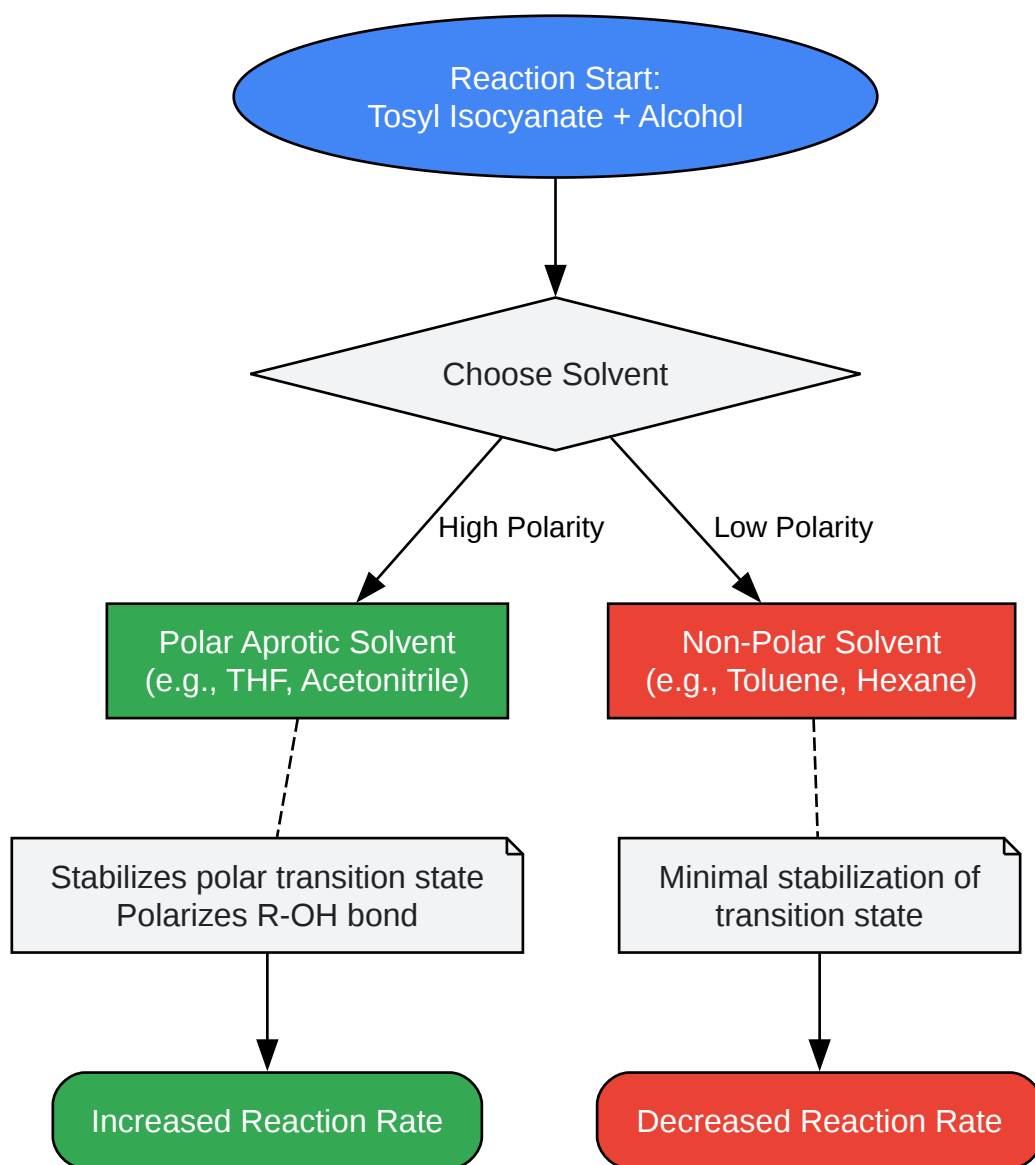 Reaction Start:
Tosyl Isocyanate + Alcohol
Choose Solvent
High Polarity
Low Polarity
Polar Aprotic Solvent
(e.g., THF, Acetonitrile)
Non-Polar Solvent
(e.g., Toluene, Hexane)
Stabilizes polar transition state
Polarizes R-OH bond
Minimal stabilization of
transition state
Increased Reaction Rate
Decreased Reaction Rate